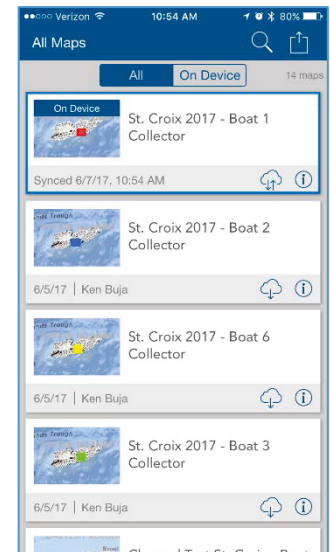 Verizon 10:54 AM 80%
All Maps
All On Device 14 maps
On Device
St. Croix 2017 - Boat 1
Collector
Synced 6/7/17, 10:54 AM
St. Croix 2017 - Boat 2
Collector
6/5/17 | Ken Buja
St. Croix 2017 - Boat 6
Collector
6/5/17 | Ken Buja
St. Croix 2017 - Boat 3
Collector
6/5/17 | Ken Buja